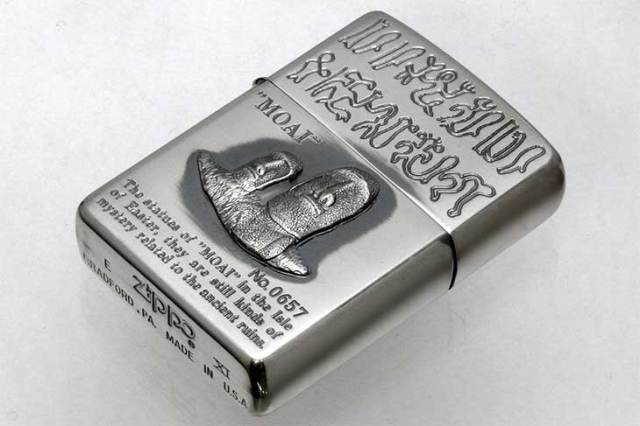 "MOAI"
No.0657
The statues of "MOAI" in the Isle
of Easter, they are still kinds of
mystery related to the ancient ruins.
E Zippo ® XI
BRADFORD, PA. MADE IN U.S.A